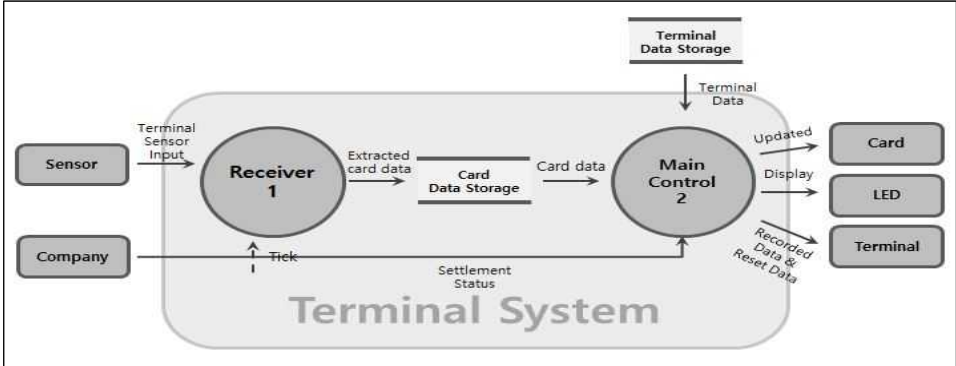 Terminal
Data Storage
Terminal
Data
Terminal
Sensor
Input
Sensor
Receiver
1
Extracted
card data
Card
Data Storage
Card data
Main
Control
2
Updated
Card
Display
LED
Recorded
Data &
Reset Data
Terminal
Company
Tick
Settlement
Status
Terminal System